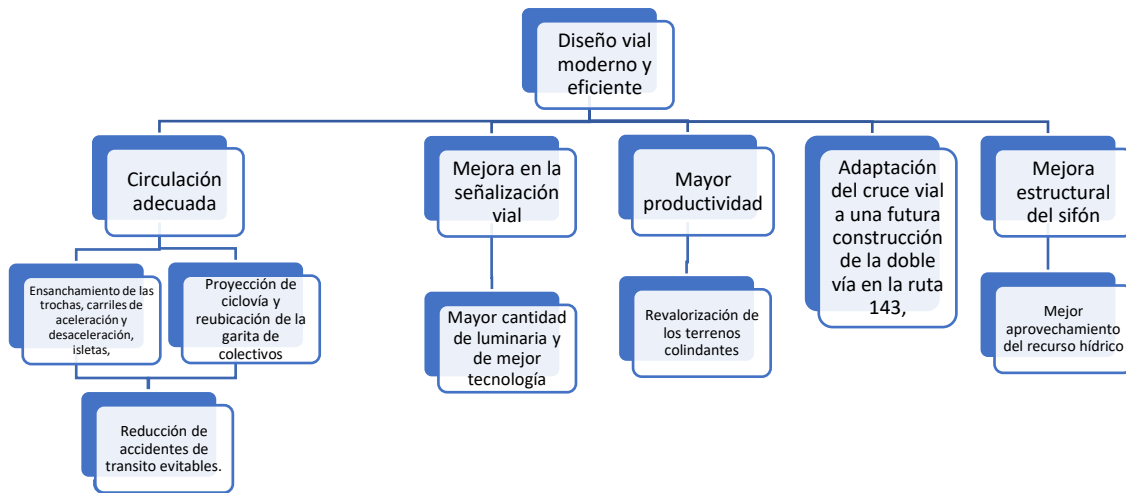 Diseño vial
moderno y
eficiente
Circulación
adecuada
Mejora en la
señalización
vial
Mayor
productividad
Adaptación
del cruce vial
a una futura
construcción
de la doble
vía en la ruta
143,
Mejora
estructural
del sifón
Ensanchamiento de las
trochas, carriles de
aceleración y
desaceleración,
isletas,
Proyección de
ciclovía y
reubicación de la
garita de
colectivos
Mayor cantidad
de luminaria y
de mejor
tecnología
Revalorización de
los terrenos
colindantes
Mejor
aprovechamiento
del recurso hídrico
Reducción de
accidentes de
transito evitables.